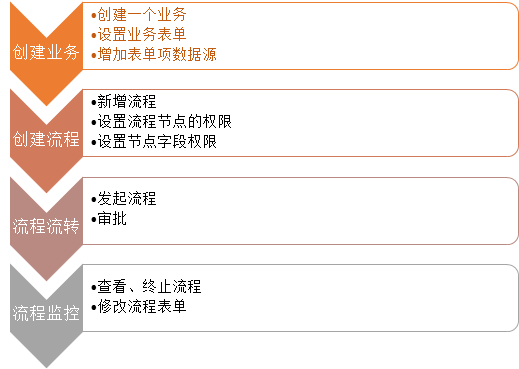 创建业务
•创建一个业务
•设置业务表单
•增加表单项数据源
创建流程
•新增流程
•设置流程节点的权限
•设置节点字段权限
流程流转
•发起流程
•审批
流程监控
•查看、终止流程
•修改流程表单